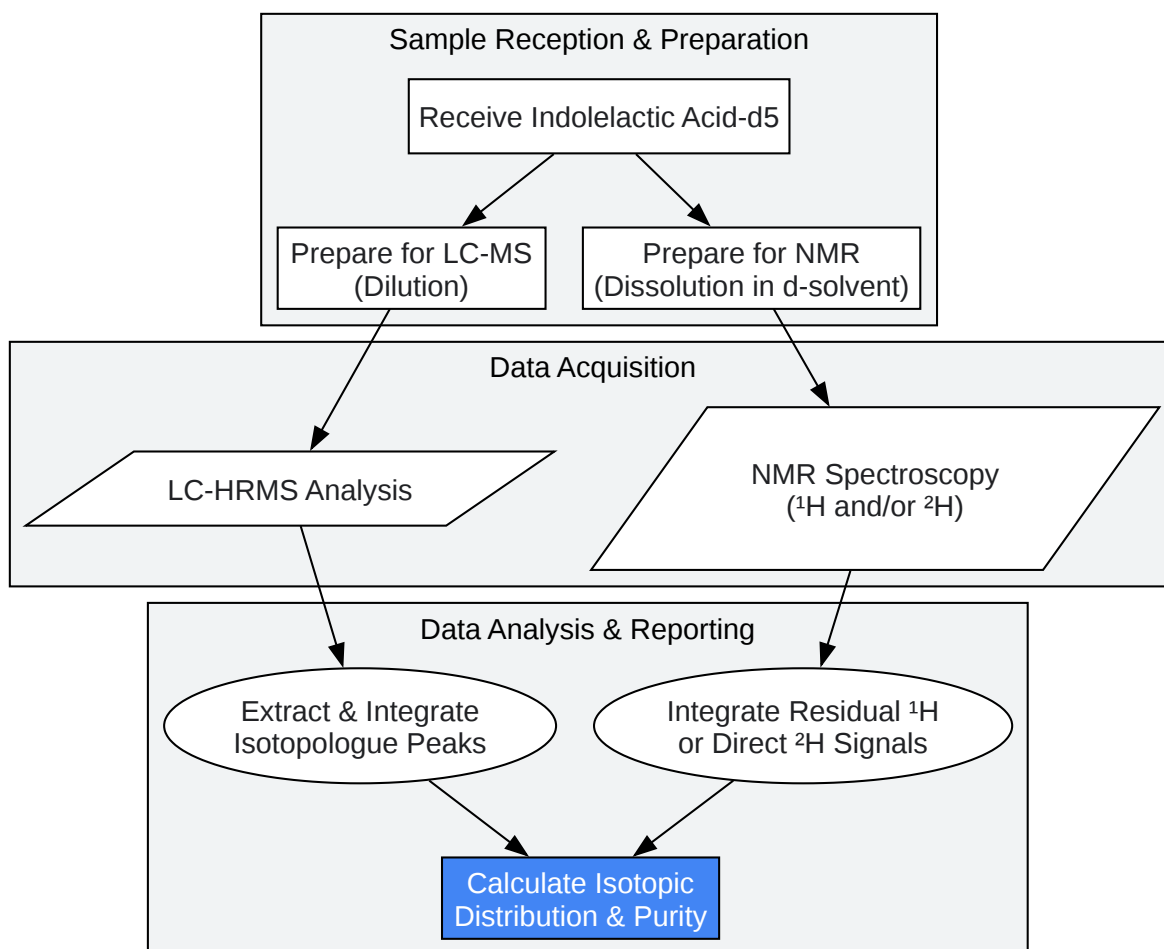 Sample Reception & Preparation
Receive Indolelactic Acid-d5
Prepare for LC-MS
(Dilution)
Prepare for NMR
(Dissolution in d-solvent)
Data Acquisition
LC-HRMS Analysis
NMR Spectroscopy
(¹H and/or ²H)
Data Analysis & Reporting
Extract & Integrate
Isotopologue Peaks
Integrate Residual ¹H
or Direct ²H Signals
Calculate Isotopic
Distribution & Purity